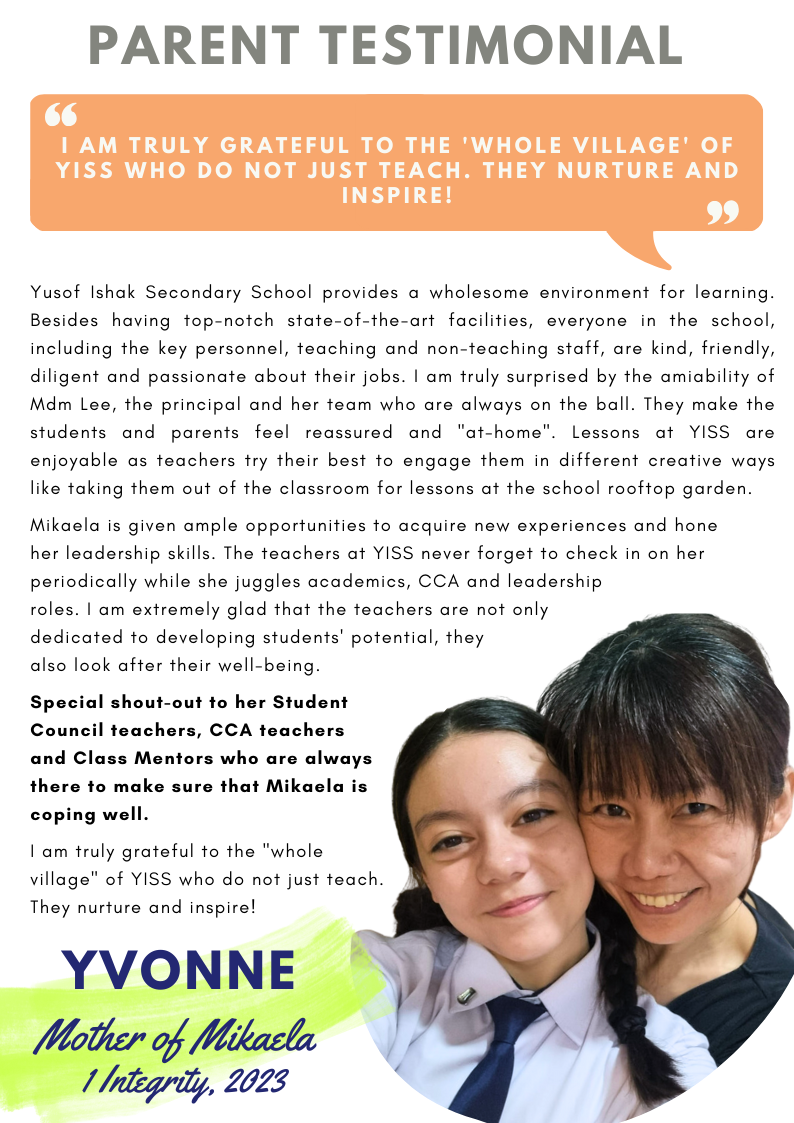 PARENT TESTIMONIAL
“
I AM TRULY GRATEFUL TO THE 'WHOLE VILLAGE' OF
YISS WHO DO NOT JUST TEACH. THEY NURTURE AND
INSPIRE!
”
Yusof Ishak Secondary School provides a wholesome environment for learning.
Besides having top-notch state-of-the-art facilities, everyone in the school,
including the key personnel, teaching and non-teaching staff, are kind, friendly,
diligent and passionate about their jobs. I am truly surprised by the amiability of
Mdm Lee, the principal and her team who are always on the ball. They make the
students and parents feel reassured and "at-home". Lessons at YISS are
enjoyable as teachers try their best to engage them in different creative ways
like taking them out of the classroom for lessons at the school rooftop garden.
Mikaela is given ample opportunities to acquire new experiences and hone
her leadership skills. The teachers at YISS never forget to check in on her
periodically while she juggles academics, CCA and leadership
roles. I am extremely glad that the teachers are not only
dedicated to developing students' potential, they
also look after their well-being.
Special shout-out to her Student
Council teachers, CCA teachers
and Class Mentors who are always
there to make sure that Mikaela is
coping well.
I am truly grateful to the "whole
village" of YISS who do not just teach.
They nurture and inspire!
YVONNE
Mother of Mikaela
1 Integrity, 2023